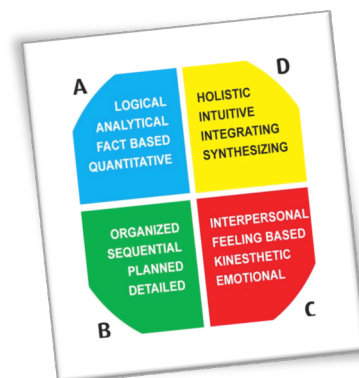 A
LOGICAL
ANALYTICAL
FACT BASED
QUANTITATIVE
D
HOLISTIC
INTUITIVE
INTEGRATING
SYNTHESIZING
B
ORGANIZED
SEQUENTIAL
PLANNED
DETAILED
C
INTERPERSONAL
FEELING BASED
KINESTHETIC
EMOTIONAL